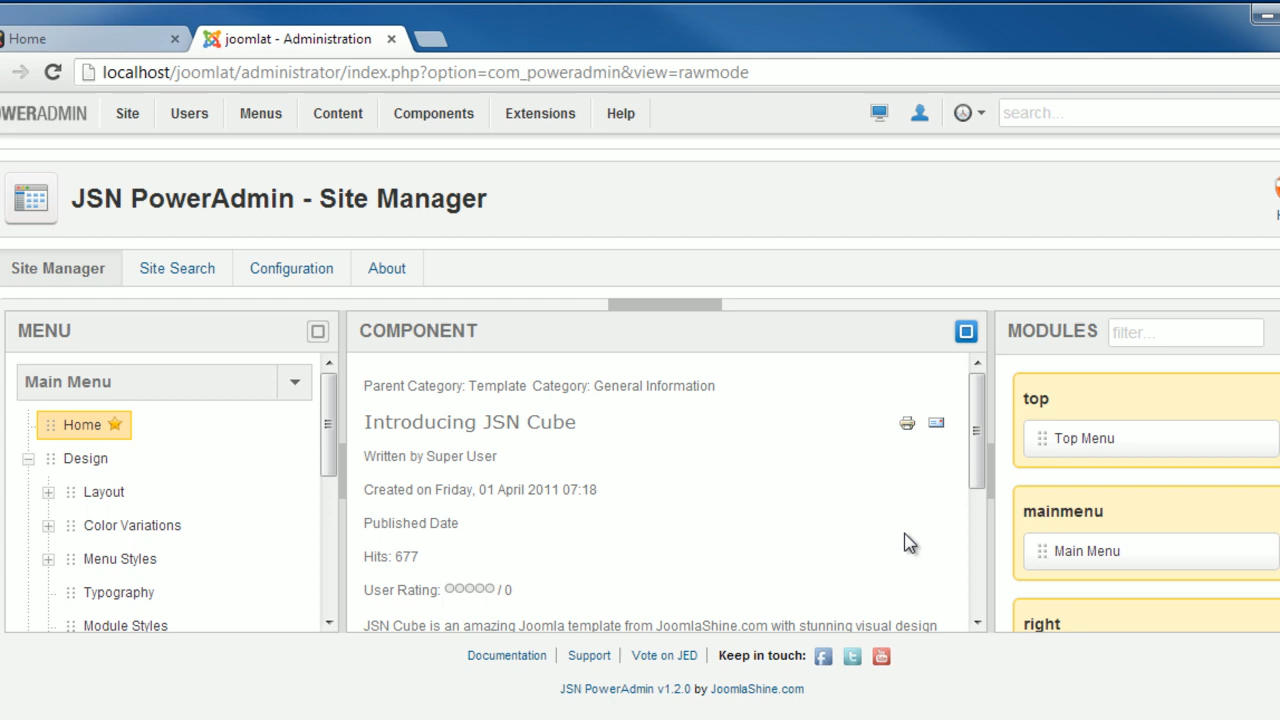 Home
joomlat - Administration
localhost/joomlat/administrator/index.php?option=com_poweradmin&view=rawmode
WERADMIN Site Users Menus Content Components Extensions Help search...
JSN PowerAdmin - Site Manager
Site Manager Site Search Configuration About
MENU
Main Menu
Home
Design
Layout
Color Variations
Menu Styles
Typography
Module Styles
COMPONENT
Parent Category: Template Category: General Information
Introducing JSN Cube
Written by Super User
Created on Friday, 01 April 2011 07:18
Published Date
Hits: 677
User Rating: / 0
JSN Cube is an amazing Joomla template from JoomlaShine.com with stunning visual design
MODULES filter...
top
Top Menu
mainmenu
Main Menu
right
Documentation Support Vote on JED Keep in touch:
JSN PowerAdmin v1.2.0 by JoomlaShine.com